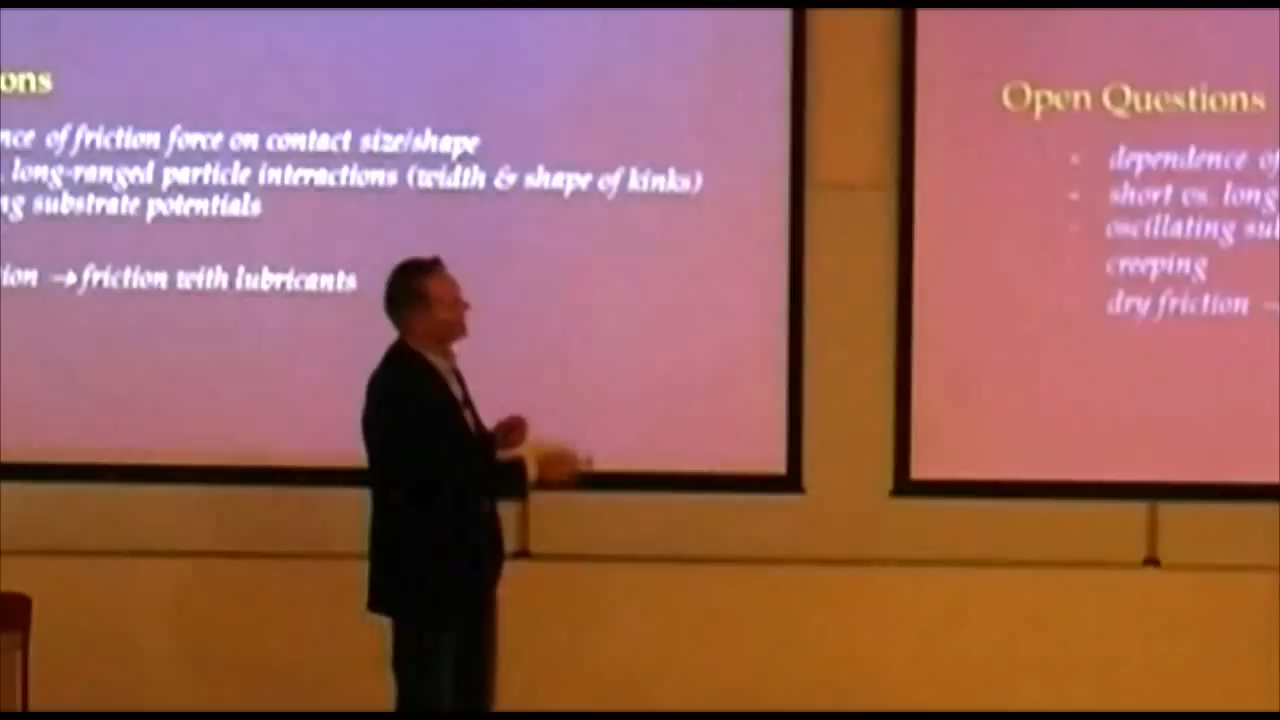 ons
nce of friction force on contact size/shape
long-ranged particle interactions (width & shape of kinks)
ng substrate potentials
ion → friction with lubricants
Open Questions
- dependence of
- short vs. long
oscillating sub
creeping
dry friction →